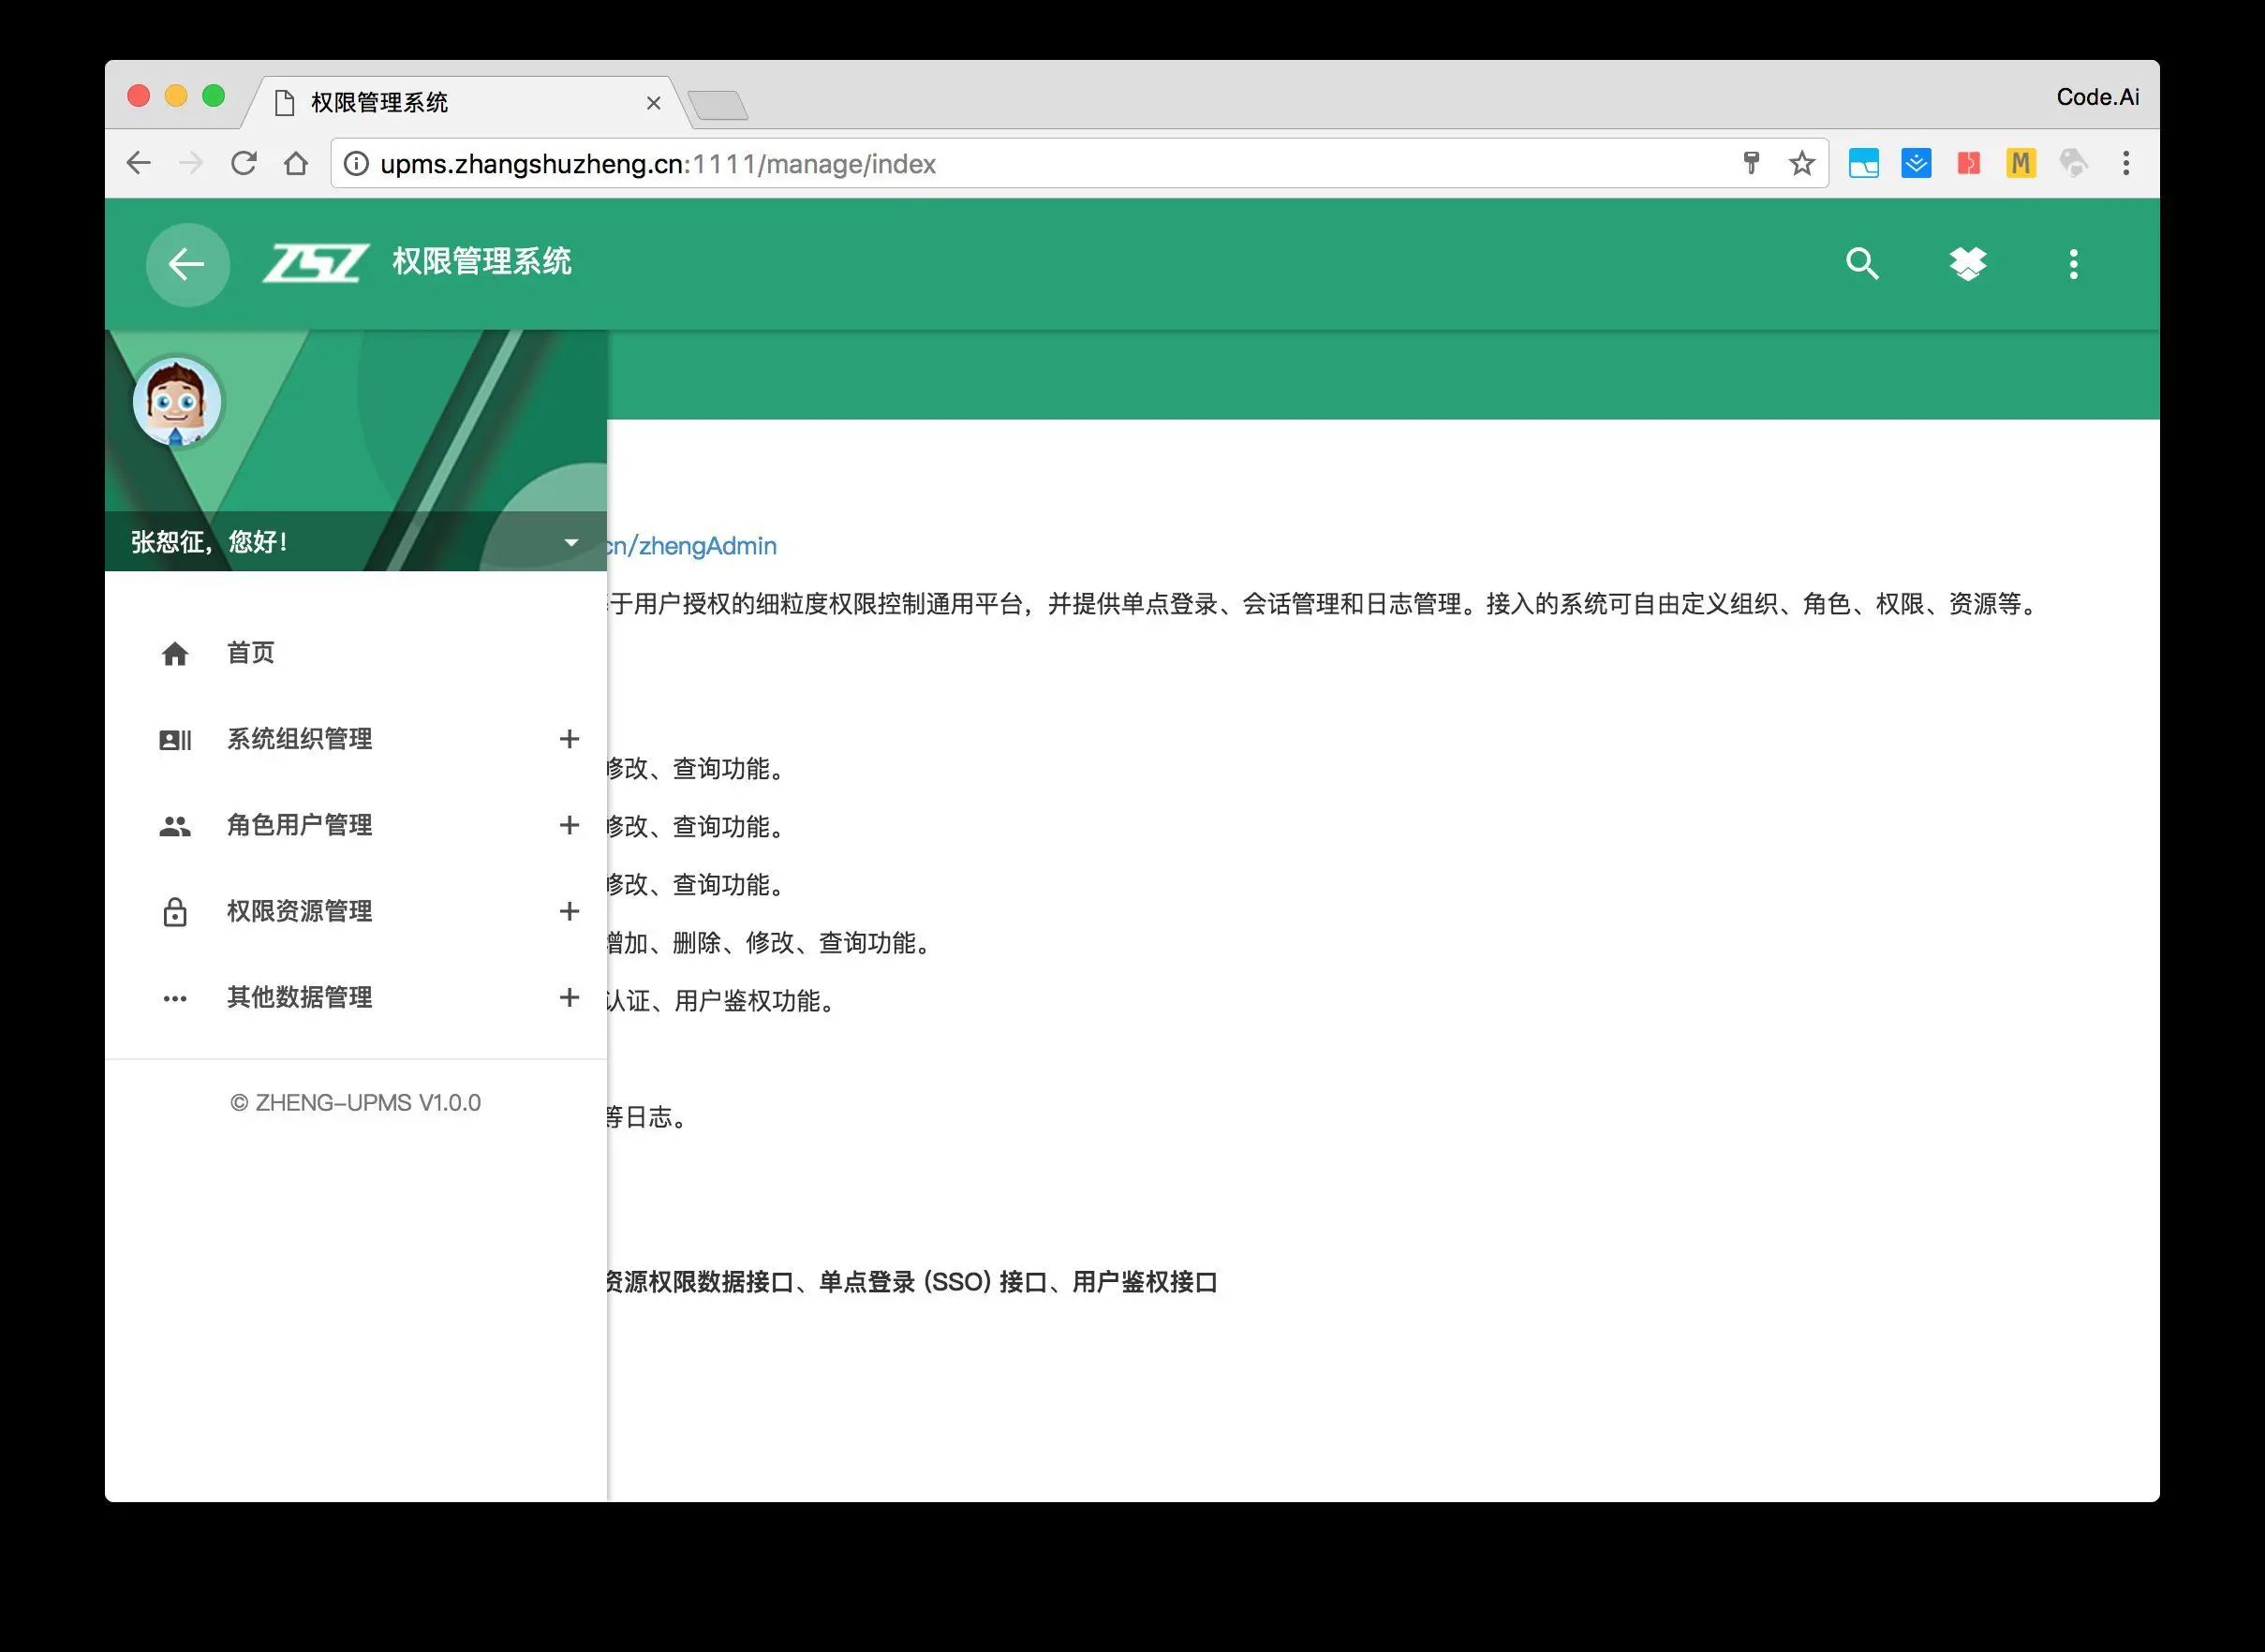 权限管理系统
Code.Ai
upms.zhangshuzheng.cn:1111/manage/index
M
ZSZ 权限管理系统
张恕征，您好！
首页
系统组织管理
角色用户管理
权限资源管理
其他数据管理
© ZHENG-UPMS V1.0.0
cn/zhengAdmin
于用户授权的细粒度权限控制通用平台，并提供单点登录、会话管理和日志管理。接入的系统可自由定义组织、角色、权限、资源等。
修改、查询功能。
修改、查询功能。
修改、查询功能。
增加、删除、修改、查询功能。
认证、用户鉴权功能。
等日志。
资源权限数据接口、单点登录 (SSO) 接口、用户鉴权接口